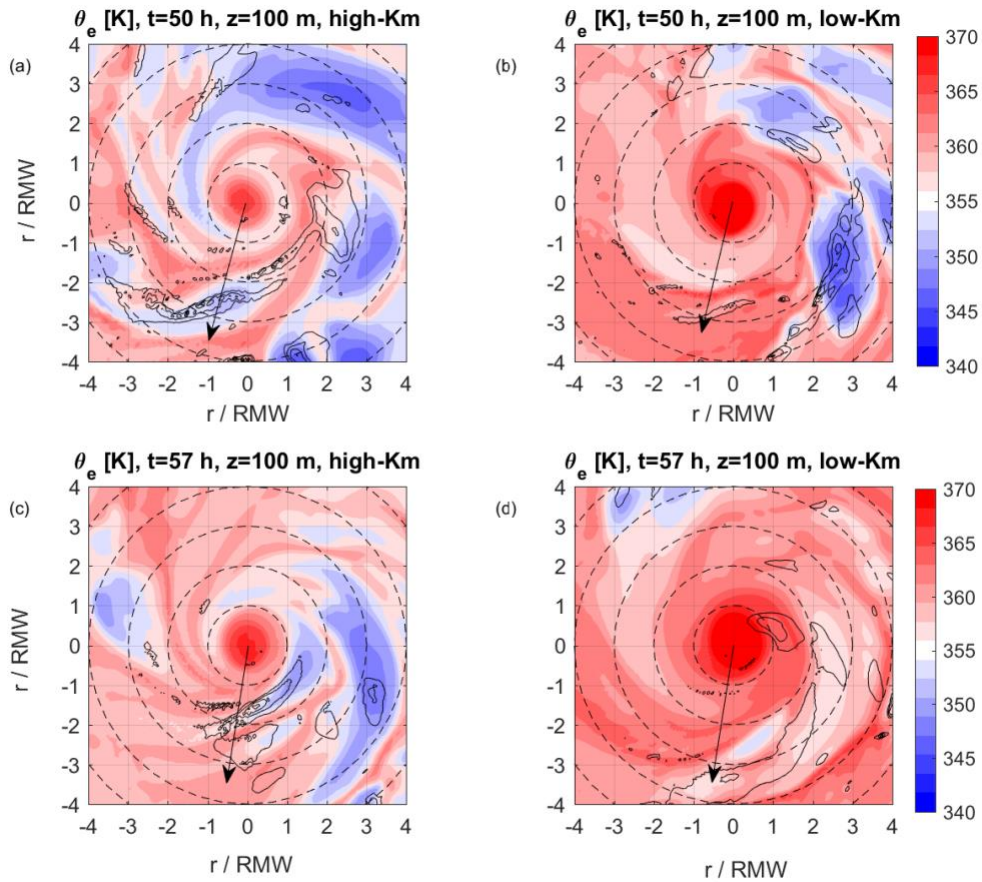 θe [K], t=50 h, z=100 m, high-Km
θe [K], t=50 h, z=100 m, low-Km
(a)
(b)
4
3
2
1
0
-1
-2
-3
-4
r / RMW
-4 -3 -2 -1 0 1 2 3 4
r / RMW
4
3
2
1
0
-1
-2
-3
-4
-4 -3 -2 -1 0 1 2 3 4
r / RMW
370
365
360
355
350
345
340
θe [K], t=57 h, z=100 m, high-Km
θe [K], t=57 h, z=100 m, low-Km
(c)
(d)
4
3
2
1
0
-1
-2
-3
-4
r / RMW
-4 -3 -2 -1 0 1 2 3 4
r / RMW
4
3
2
1
0
-1
-2
-3
-4
-4 -3 -2 -1 0 1 2 3 4
r / RMW
370
365
360
355
350
345
340